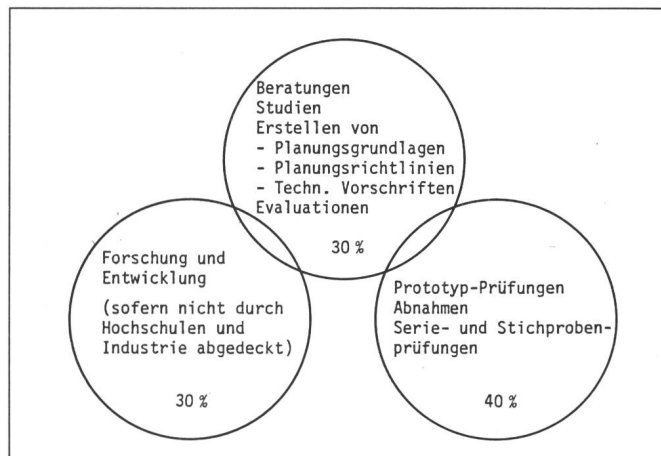 Beratungen
Studien
Erstellen von
- Planungsgrundlagen
- Planungsrichtlinien
- Techn. Vorschriften
Evaluationen
30 %
Forschung und
Entwicklung
(sofern nicht durch
Hochschulen und
Industrie abgedeckt)
30 %
Prototyp-Prüfungen
Abnahmen
Serie- und Stichproben-
prüfungen
40 %